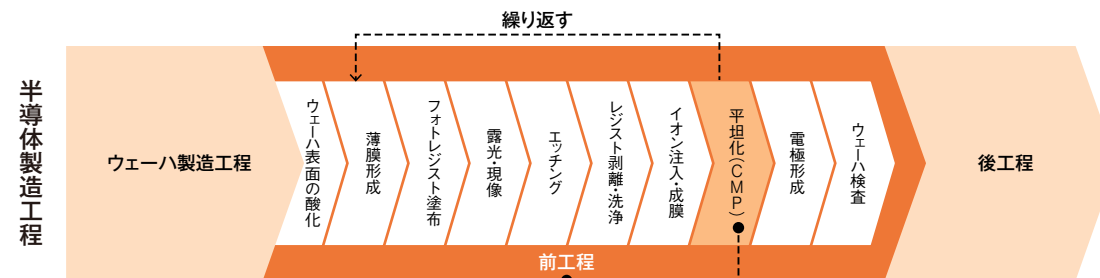 繰り返す
半導体製造工程
ウェーハ製造工程
ウェーハ表面の酸化
薄膜形成
フォトレジスト塗布
露光・現像
エッチング
レジスト剥離・洗浄
イオン注入・成膜
平坦化(CMP)
電極形成
ウェーハ検査
後工程
前工程